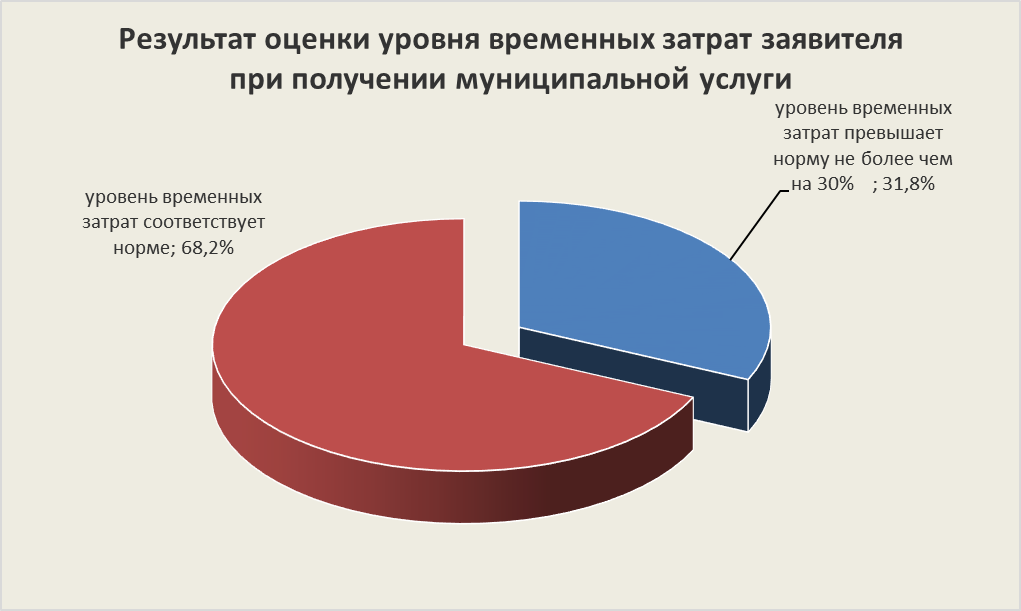 Результат оценки уровня временных затрат заявителя
при получении муниципальной услуги
уровень временных
затрат превышает
норму не более чем
на 30% ; 31,8%
уровень временных
затрат соответствует
норме; 68,2%